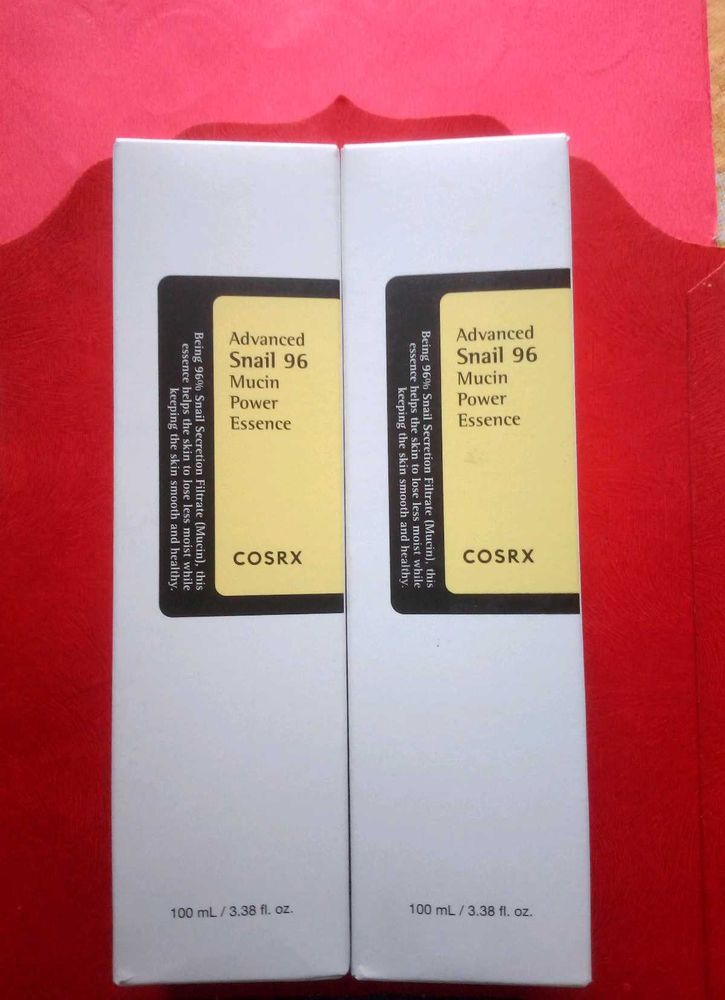 Advanced
Snail 96
Mucin
Power
Essence
Being 96% Snail Secretion Filtrate (Mucin), this
essence helps the skin to lose less moist while
keeping the skin smooth and healthy.
COSRX
100 mL / 3.38 fl. oz.
Advanced
Snail 96
Mucin
Power
Essence
Being 96% Snail Secretion Filtrate (Mucin), this
essence helps the skin to lose less moist while
keeping the skin smooth and healthy.
COSRX
100 mL / 3.38 fl. oz.